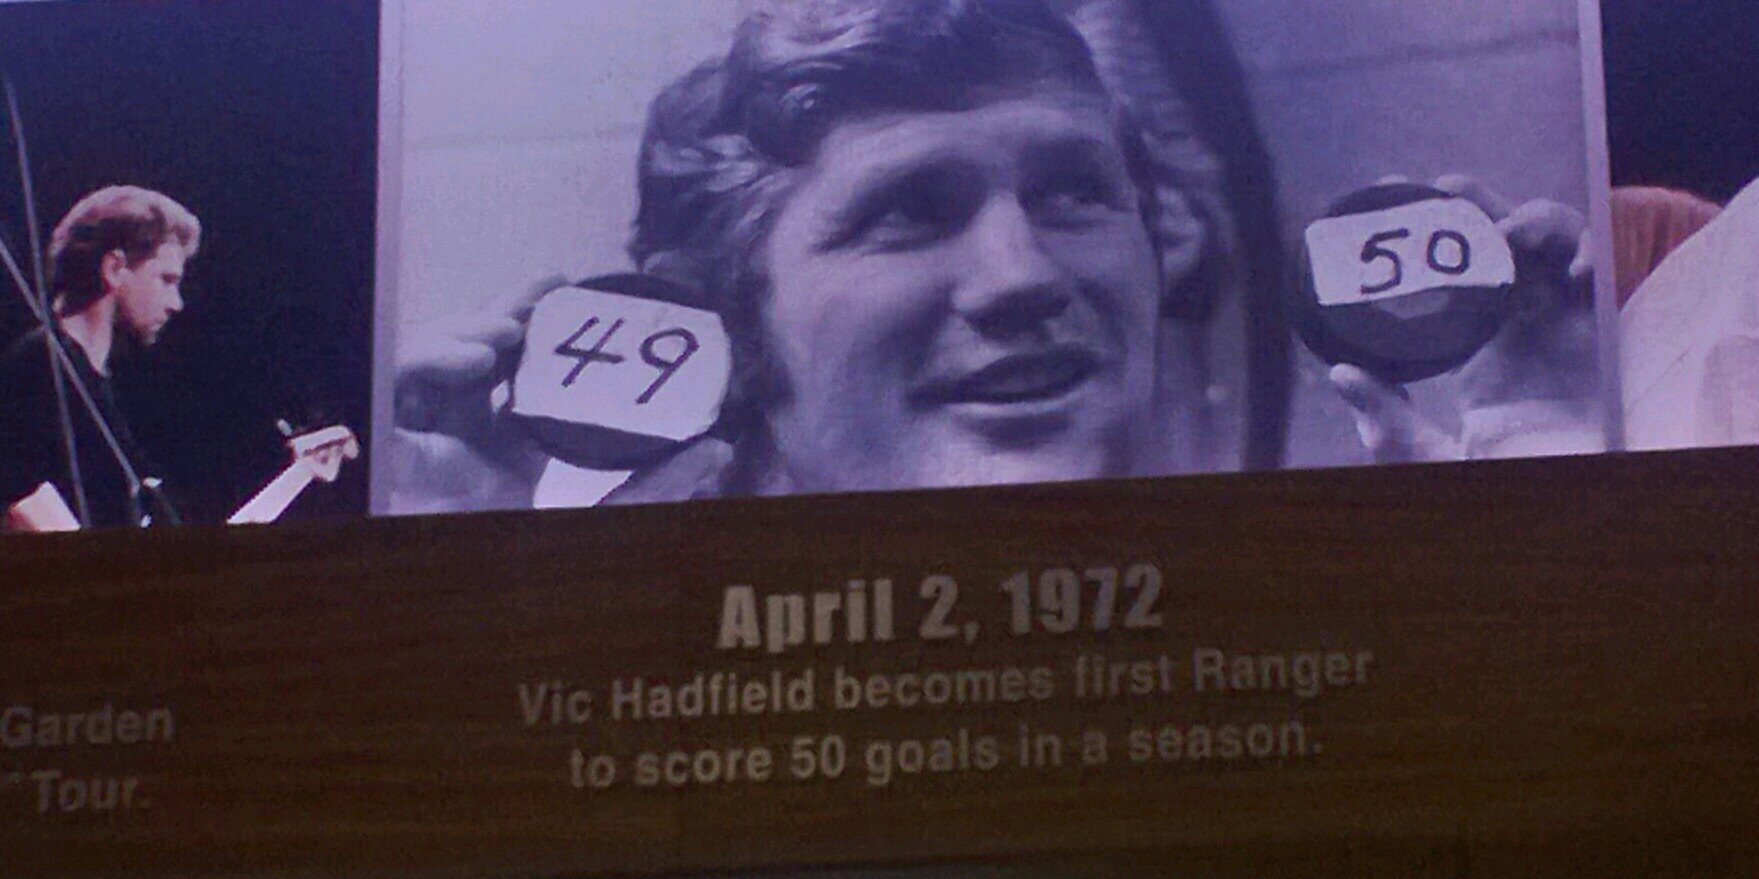 49
50
April 2, 1972
Vic Hadfield becomes first Ranger
to score 50 goals in a season.
Garden
Tour.